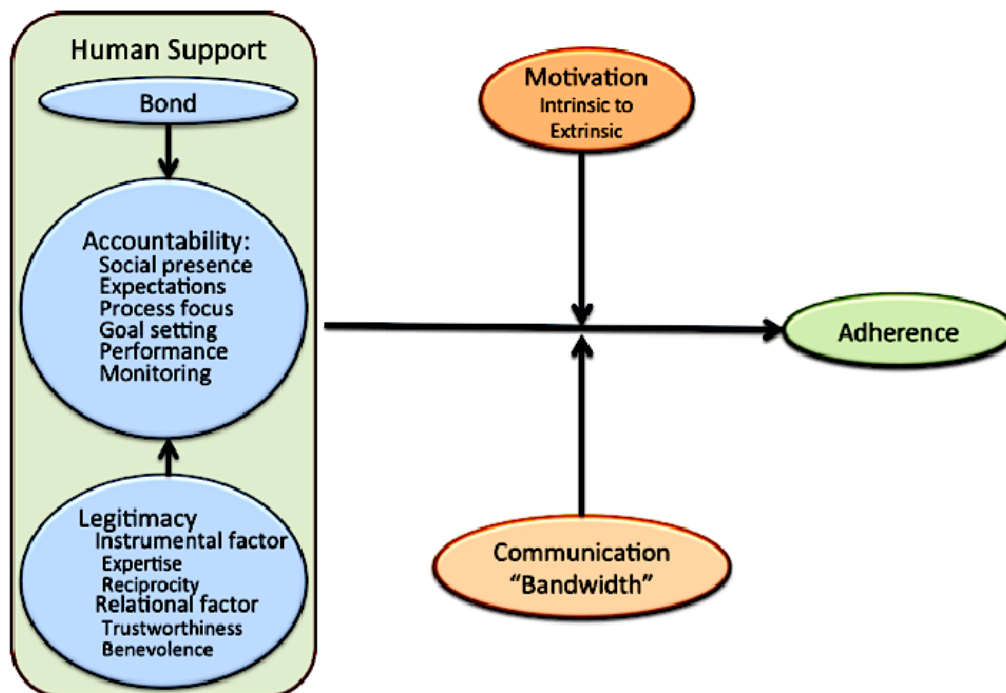 Human Support
Bond
Accountability:
Social presence
Expectations
Process focus
Goal setting
Performance
Monitoring
Legitimacy
Instrumental factor
Expertise
Reciprocity
Relational factor
Trustworthiness
Benevolence
Motivation
Intrinsic to
Extrinsic
Communication
“Bandwidth”
Adherence